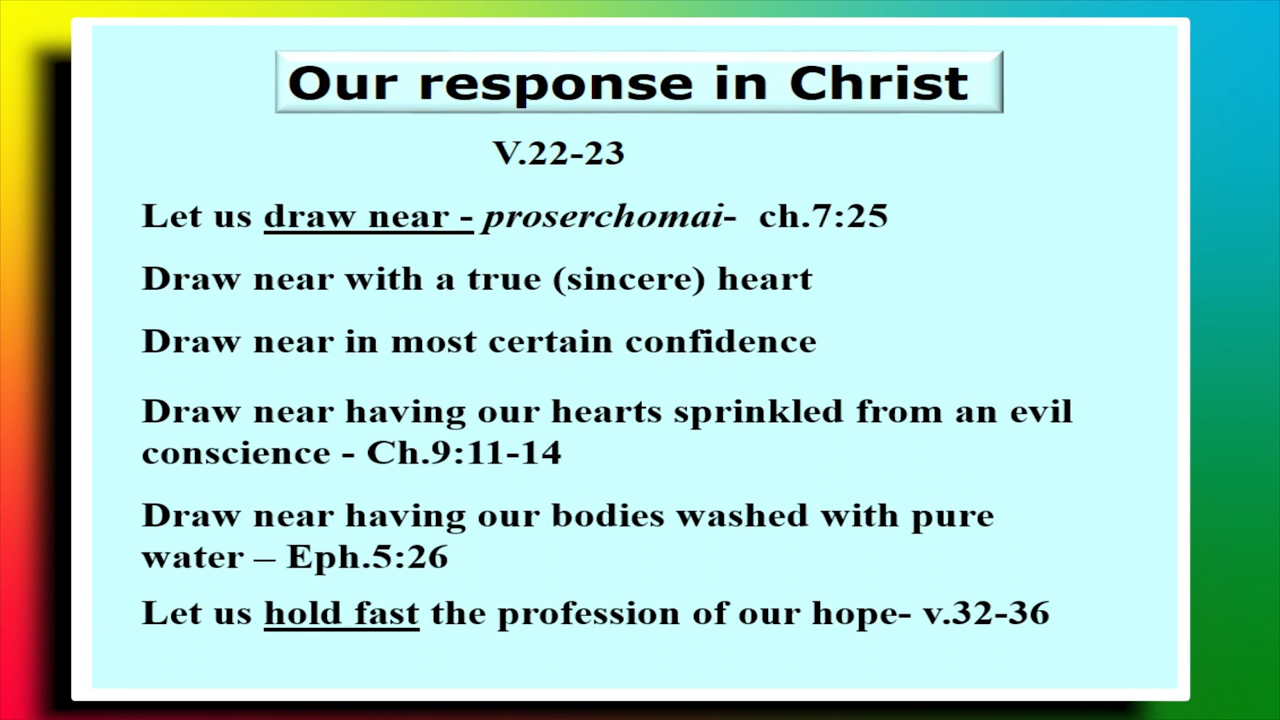 Our response in Christ
V.22-23
Let us draw near - proserchomai-  ch.7:25
Draw near with a true (sincere) heart
Draw near in most certain confidence
Draw near having our hearts sprinkled from an evil
conscience - Ch.9:11-14
Draw near having our bodies washed with pure
water – Eph.5:26
Let us hold fast the profession of our hope- v.32-36